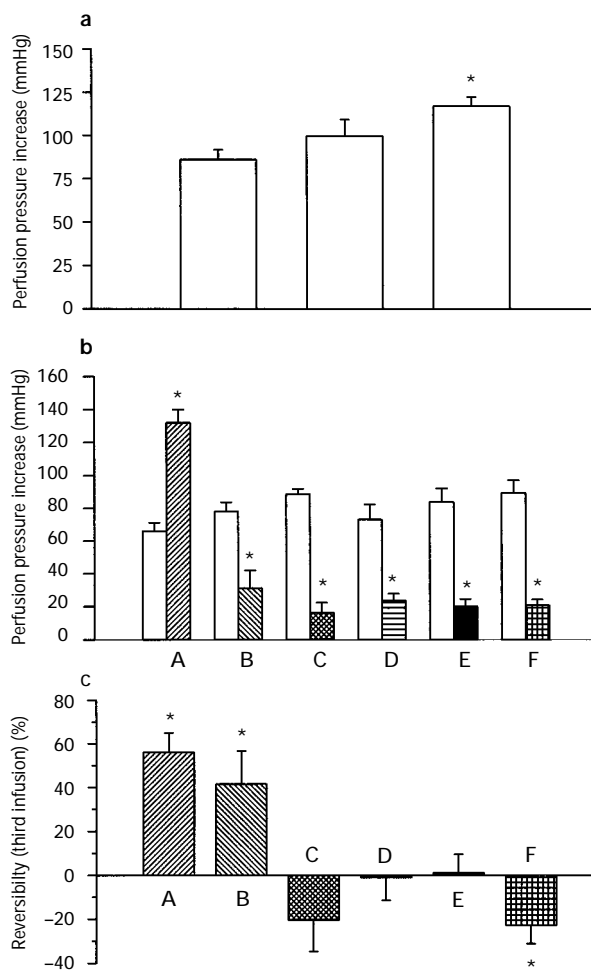 a
Perfusion pressure increase (mmHg)
150
125
100
75
50
25
0
*
b
Perfusion pressure increase (mmHg)
160
140
120
100
80
60
40
20
0
* * * * * *
A B C D E F
c
Reversibility (third infusion) (%)
80
60
40
20
0
–20
–40
* *
C D F
A B E
*